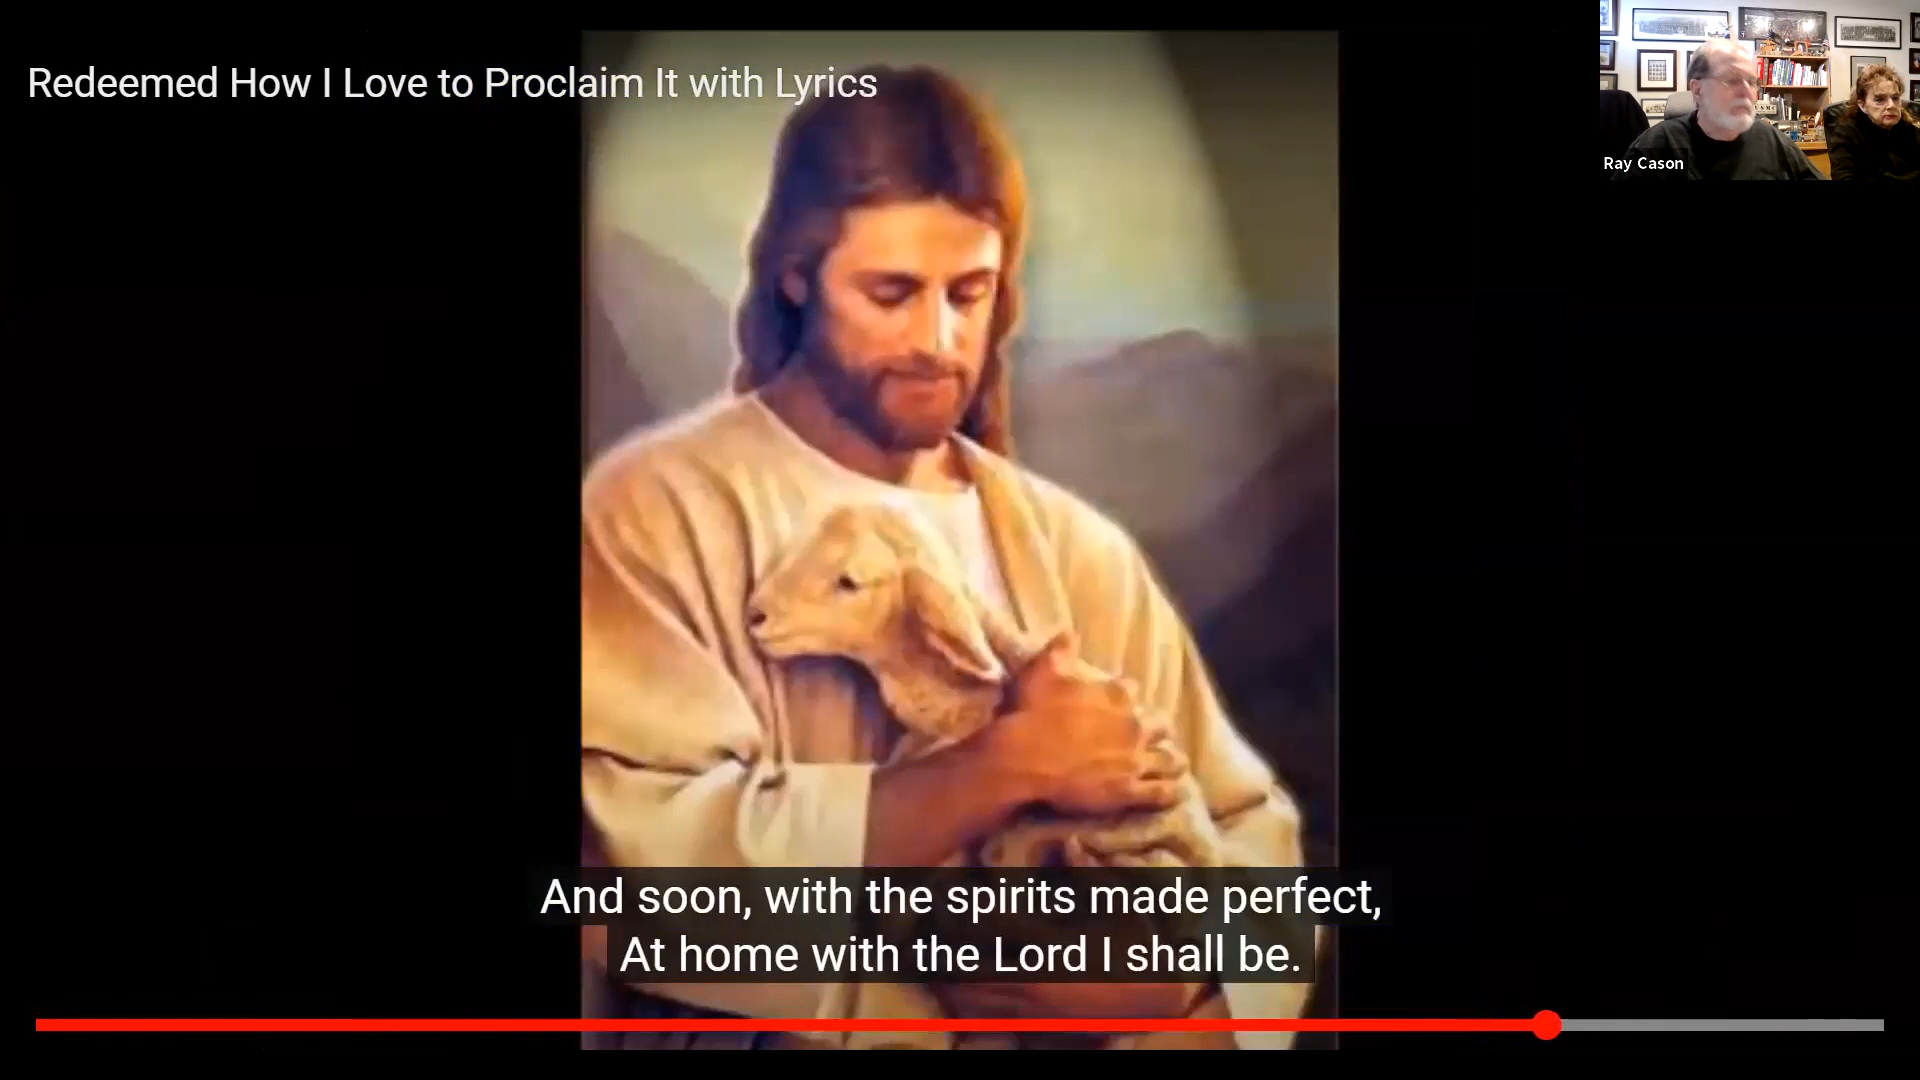 Redeemed How I Love to Proclaim It with Lyrics
Ray Cason
And soon, with the spirits made perfect,
At home with the Lord I shall be.